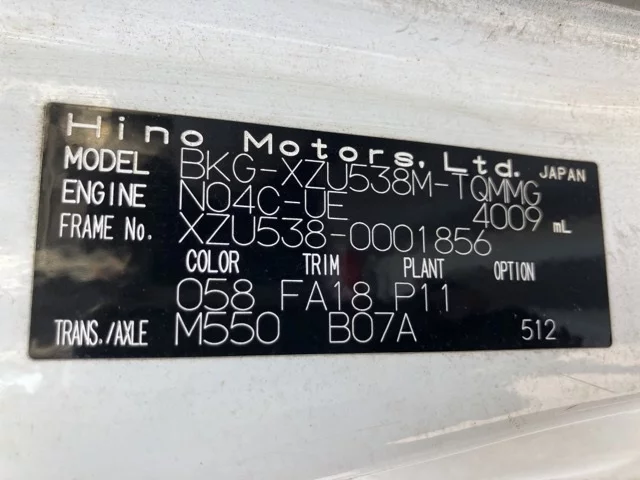 Hino Motors, Ltd. JAPAN
MODEL BKG-XZU538M-TQMMG
ENGINE N04C-UE 4009 mL
FRAME No. XZU538-0001856
COLOR TRIM PLANT OPTION
058 FA18 P11
TRANS./AXLE M550 B07A 512